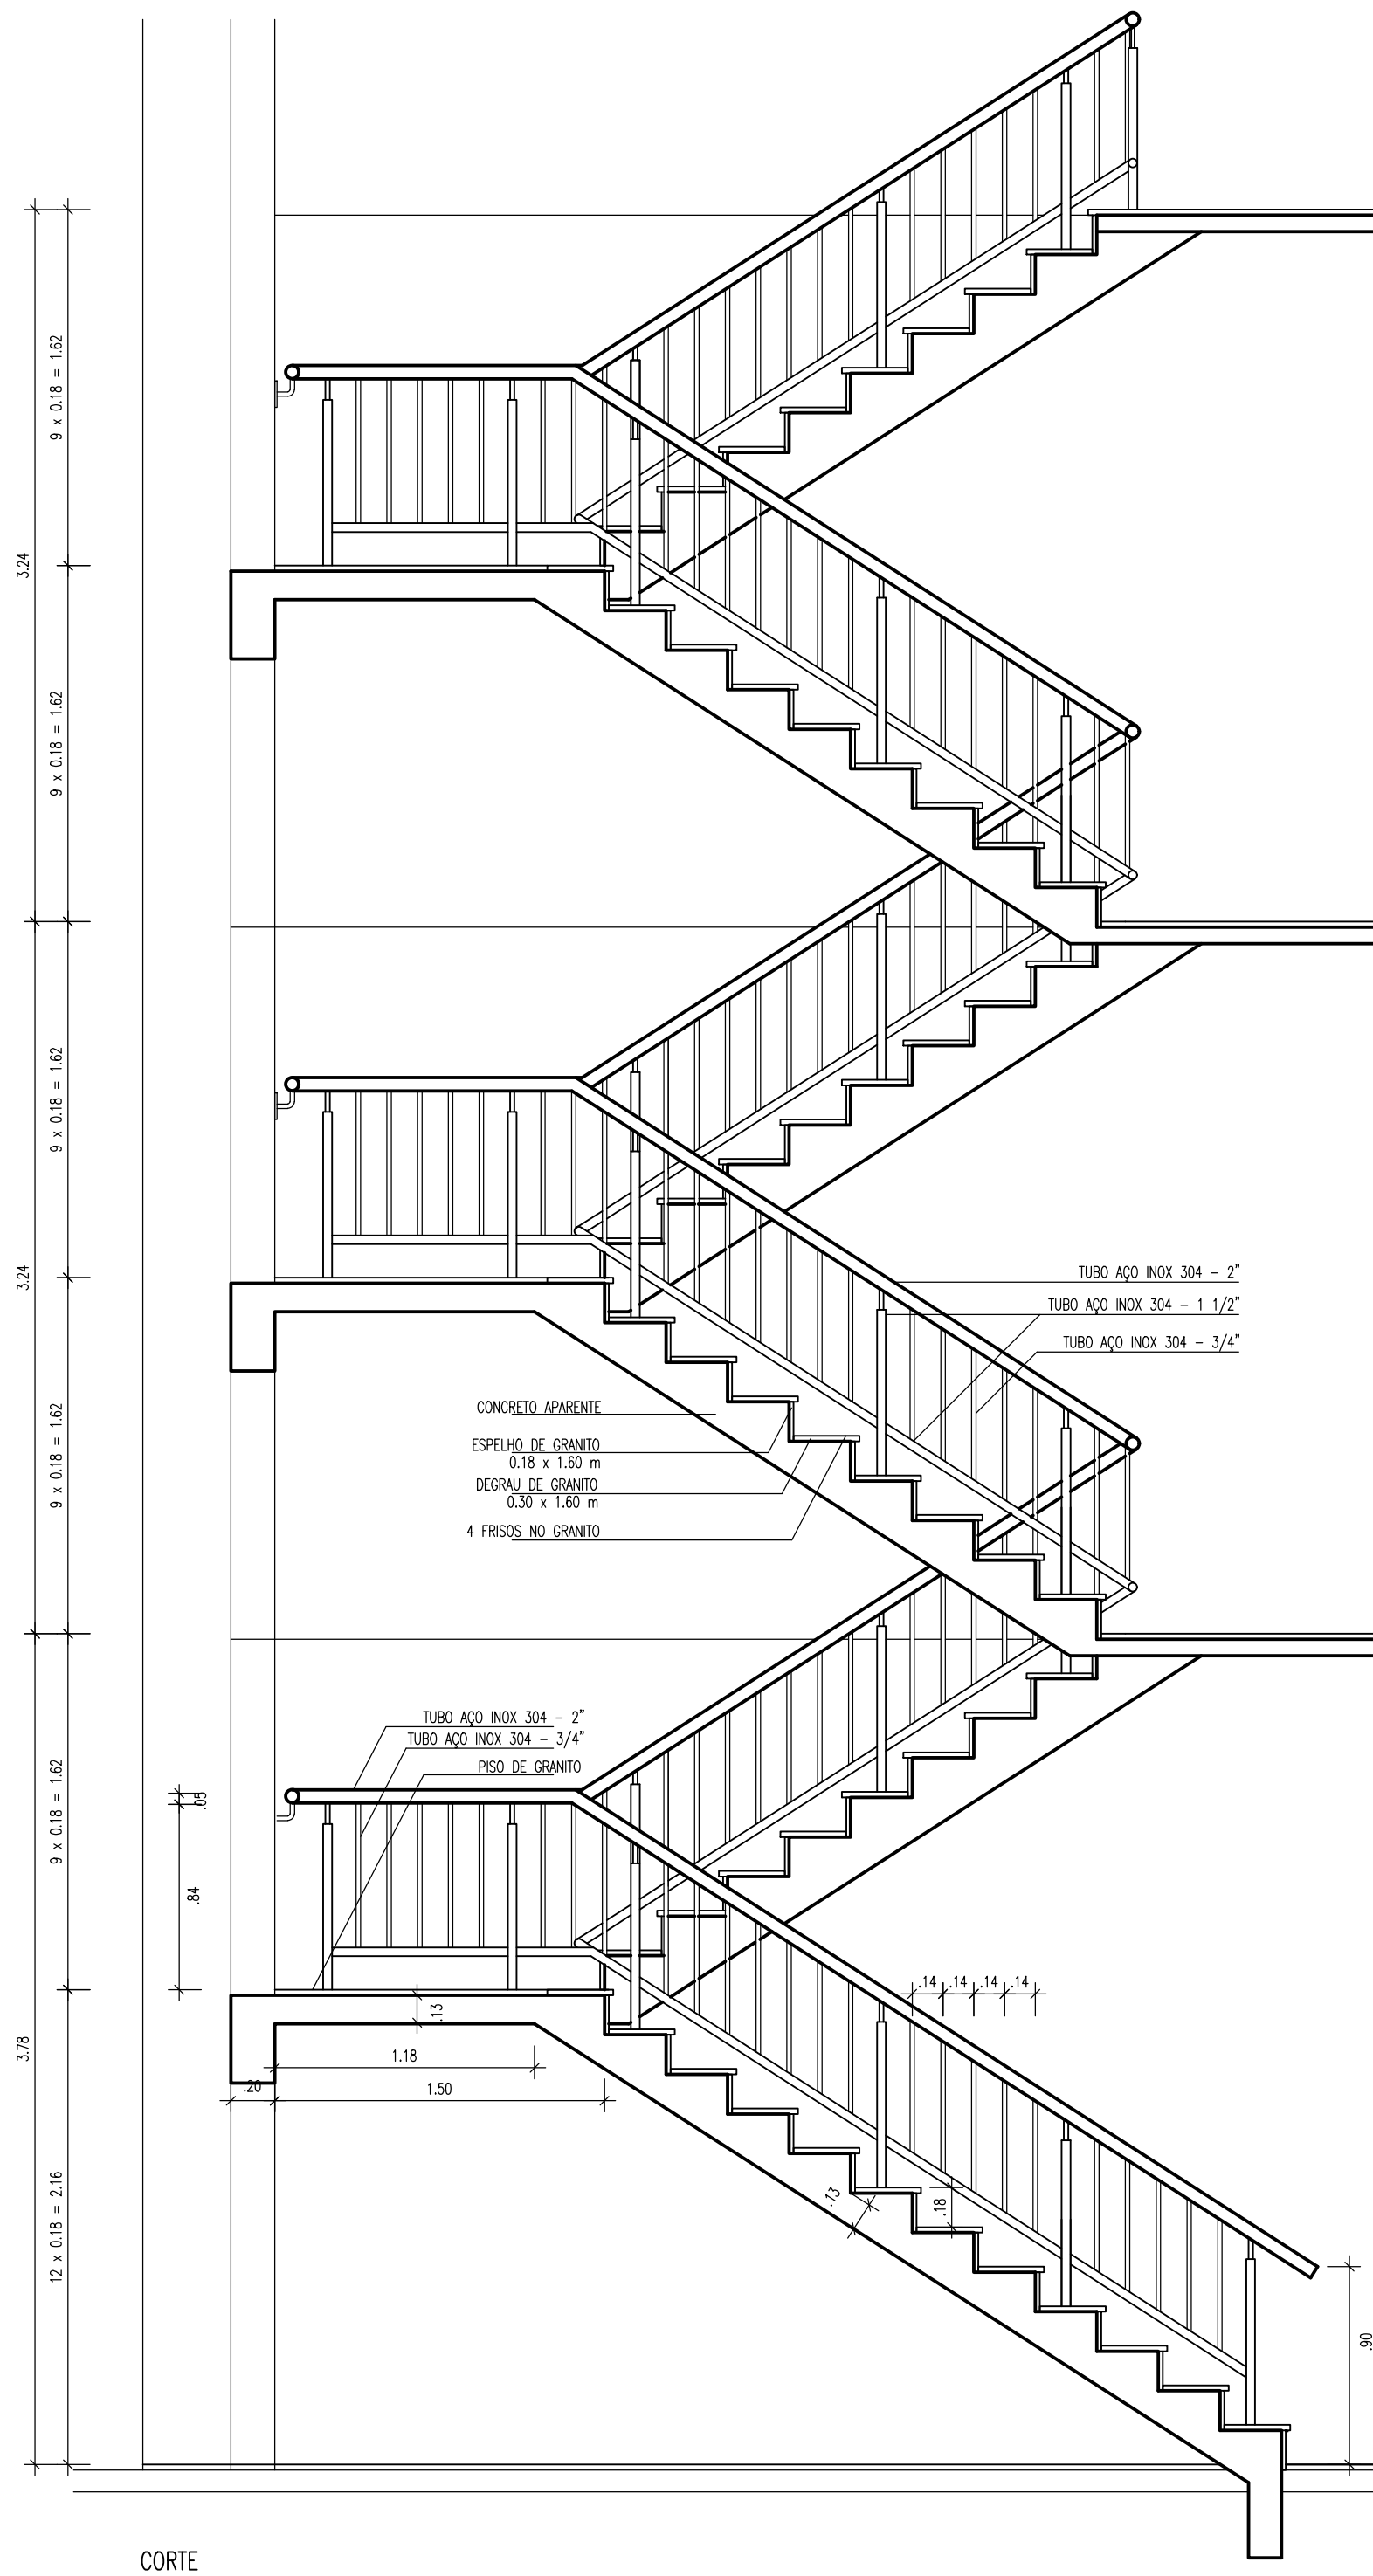 9 x 0.18 = 1.62
3.24
9 x 0.18 = 1.62
9 x 0.18 = 1.62
3.24
TUBO AÇO INOX 304 - 2"
TUBO AÇO INOX 304 - 1 1/2"
TUBO AÇO INOX 304 - 3/4"
CONCRETO APARENTE
ESPELHO DE GRANITO
0.18 x 1.60 m
DEGRAU DE GRANITO
0.30 x 1.60 m
4 FRISOS NO GRANITO
9 x 0.18 = 1.62
TUBO AÇO INOX 304 - 2"
TUBO AÇO INOX 304 - 3/4"
PISO DE GRANITO
.05
9 x 0.18 = 1.62
.84
.14 .14 .14 .14
.13
3.78
1.18
.20
1.50
.13
.18
12 x 0.18 = 2.16
.90
CORTE